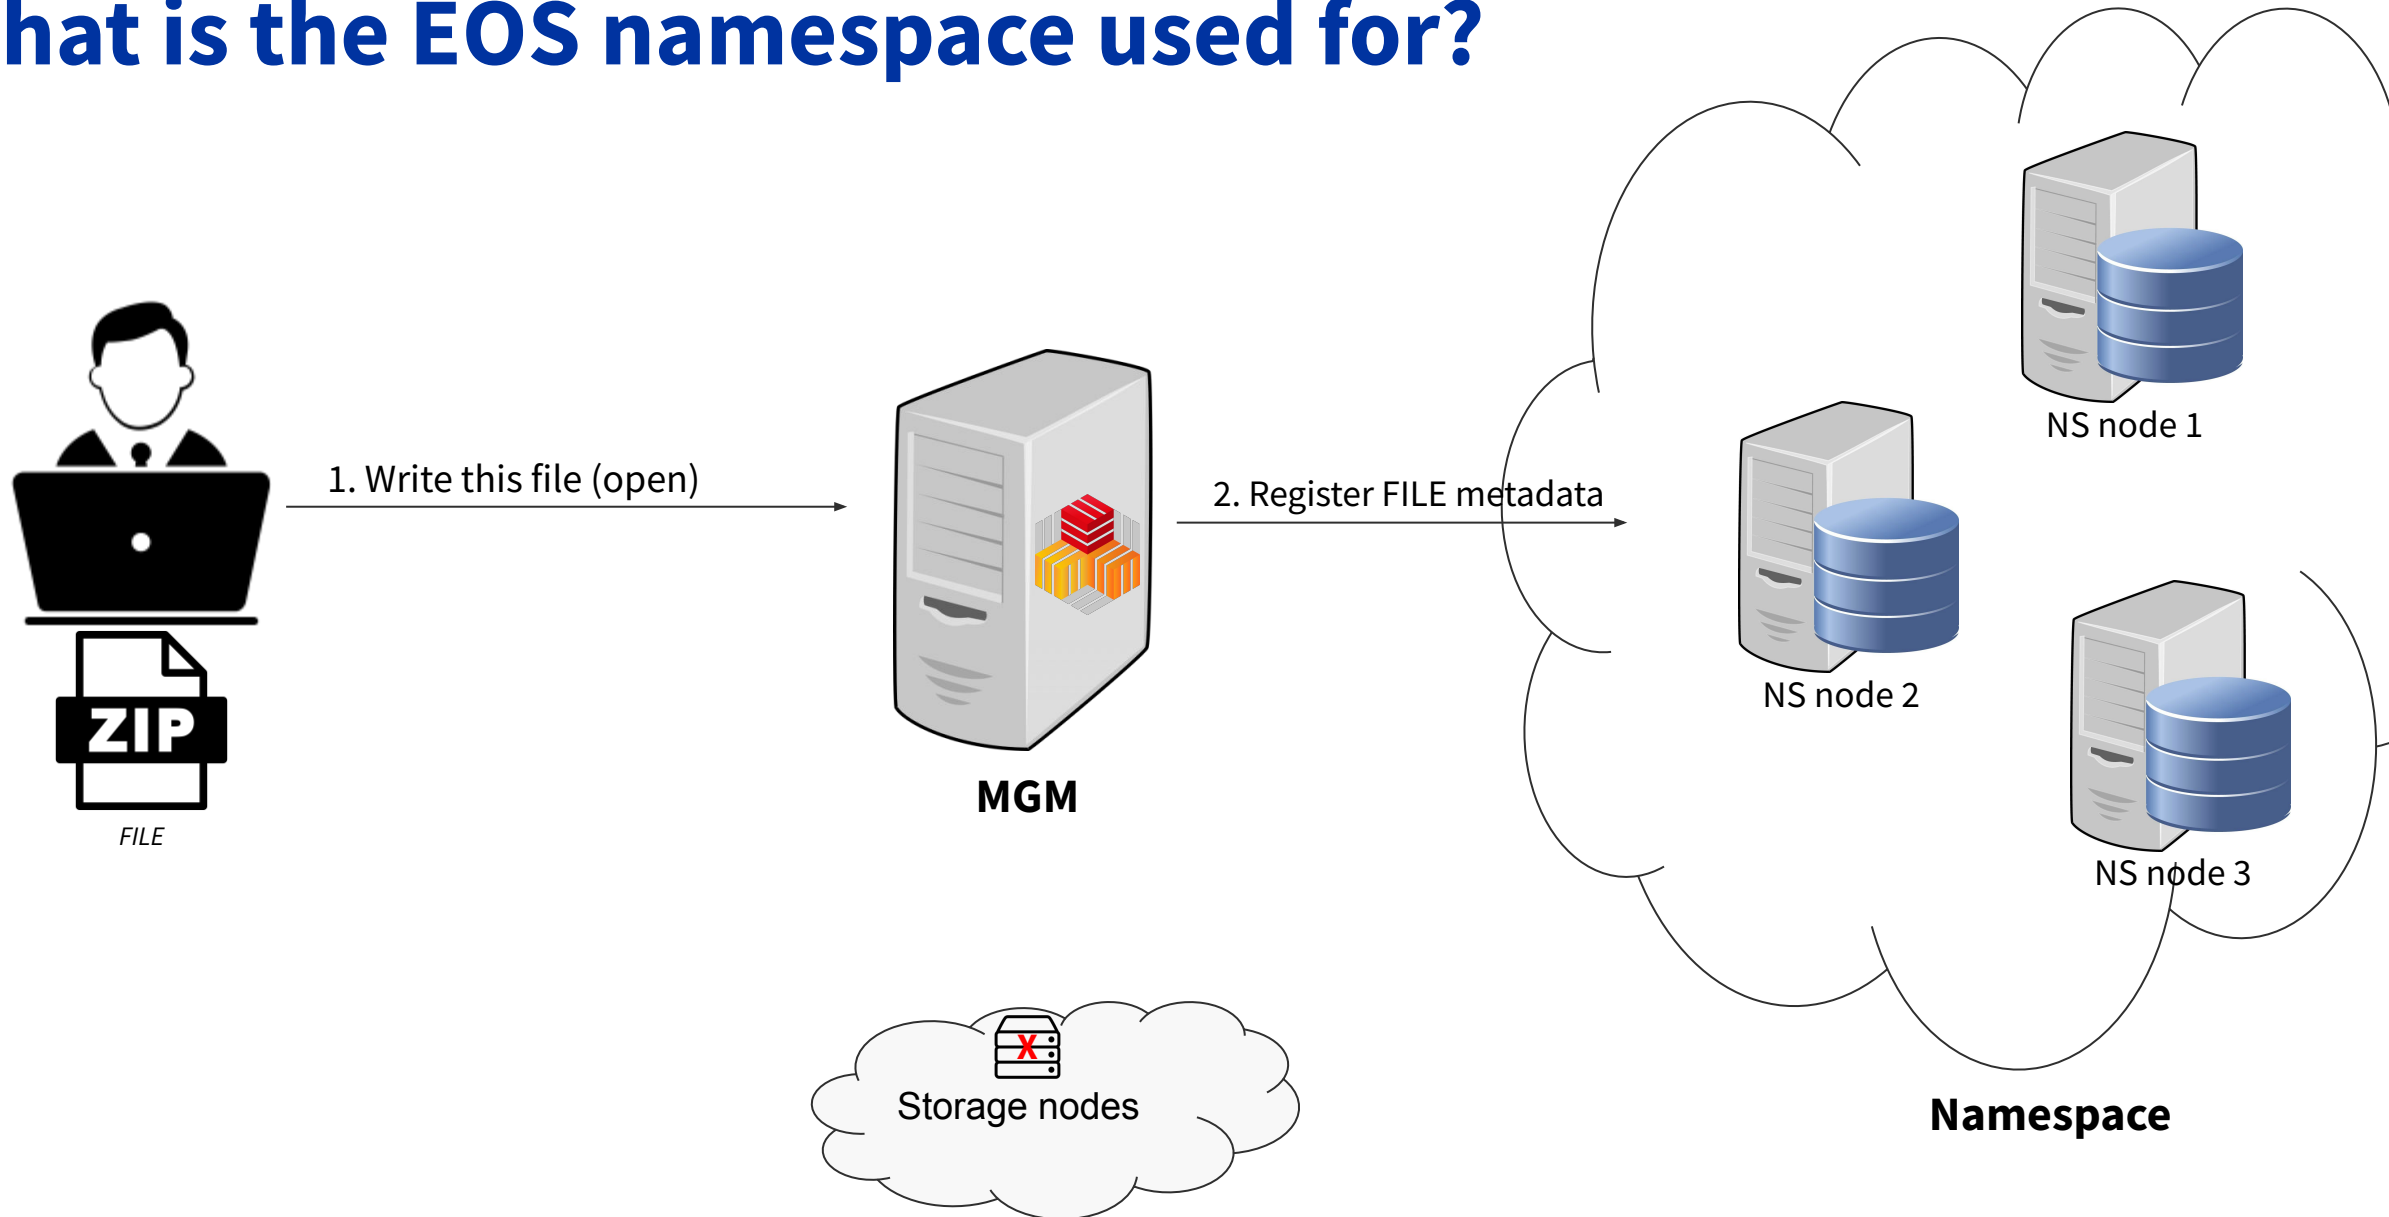 hat is the EOS namespace used for?
1. Write this file (open)
2. Register FILE metadata
NS node 1
NS node 2
NS node 3
ZIP
FILE
MGM
X
Storage nodes
Namespace